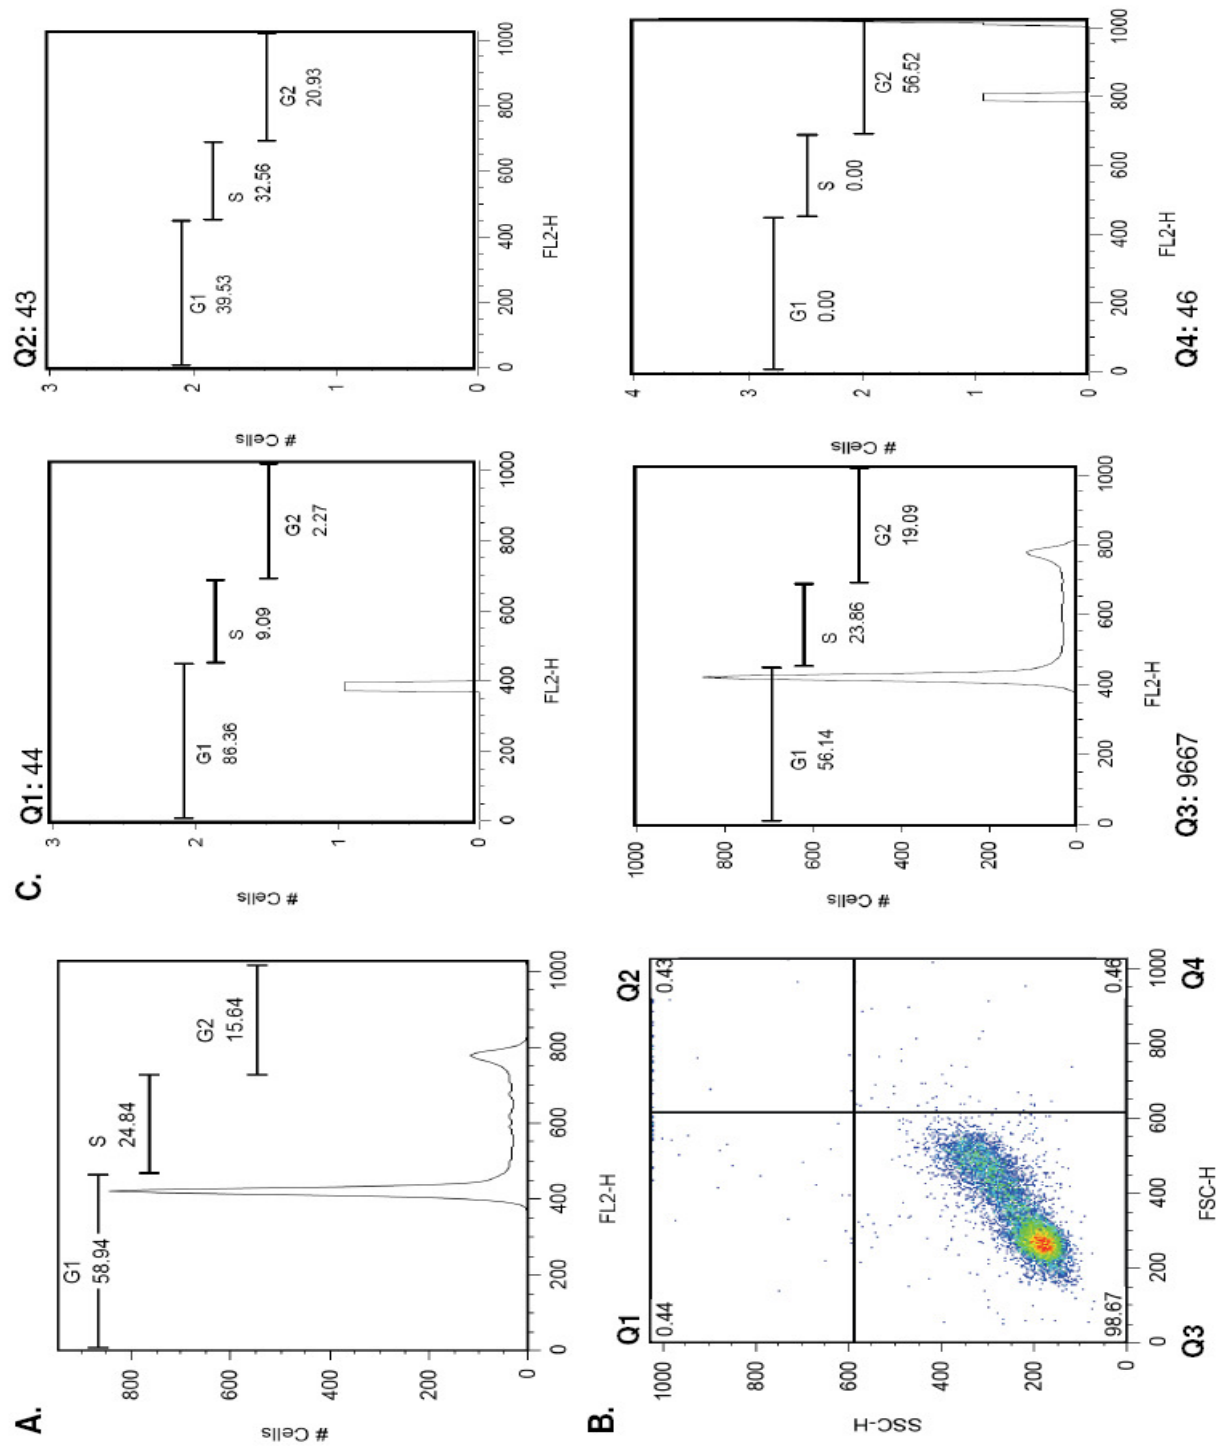 A.
# Cells
800
600
400
200
0
G1
58.94
S
24.84
G2
15.64
0 200 400 600 800 1000
FL2-H
B.
Q1
Q2
0.44
0.43
SSC-H
1000
800
600
400
200
0
98.67
0.46
0 200 400 600 800 1000
Q3
FSC-H
Q4
C.
Q1: 44
# Cells
3
2
1
0
G1
86.36
S
9.09
G2
2.27
0 200 400 600 800 1000
FL2-H
Q2: 43
# Cells
3
2
1
0
G1
39.53
S
32.56
G2
20.93
0 200 400 600 800 1000
FL2-H
# Cells
1000
800
600
400
200
0
G1
56.14
S
23.86
G2
19.09
0 200 400 600 800 1000
FL2-H
Q3: 9667
# Cells
4
3
2
1
0
G1
0.00
S
0.00
G2
56.52
0 200 400 600 800 1000
FL2-H
Q4: 46